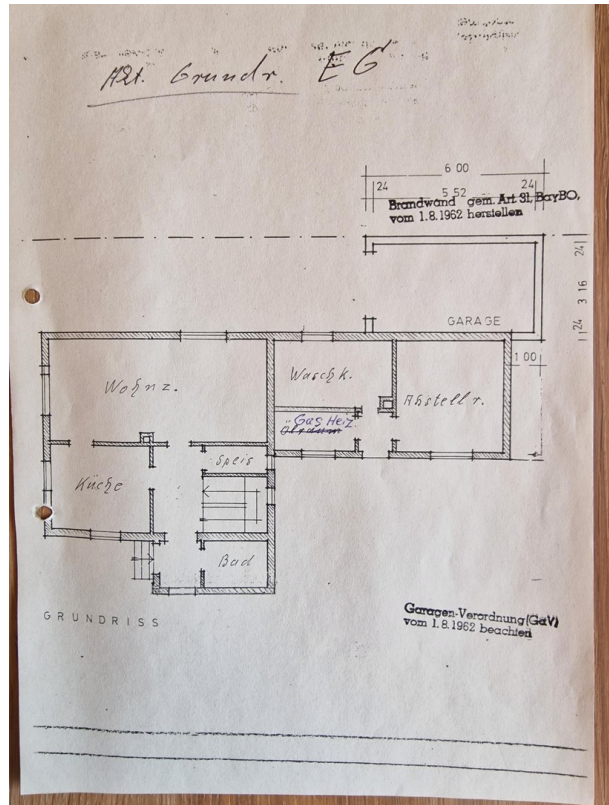 Grundr. EG
6 00
24 5 52 24
Brandwand gem. Art 31, BayBO,
vom 1.8.1962 herstellen
24
3 16
24
GARAGE
1 00
Wohnz.
Waschk.
Abstellr.
Gas Heiz.
Ölraum
Speis
Küche
Bad
GRUNDRISS
Garagen-Verordnung (GaV)
vom 1.8.1962 beachten